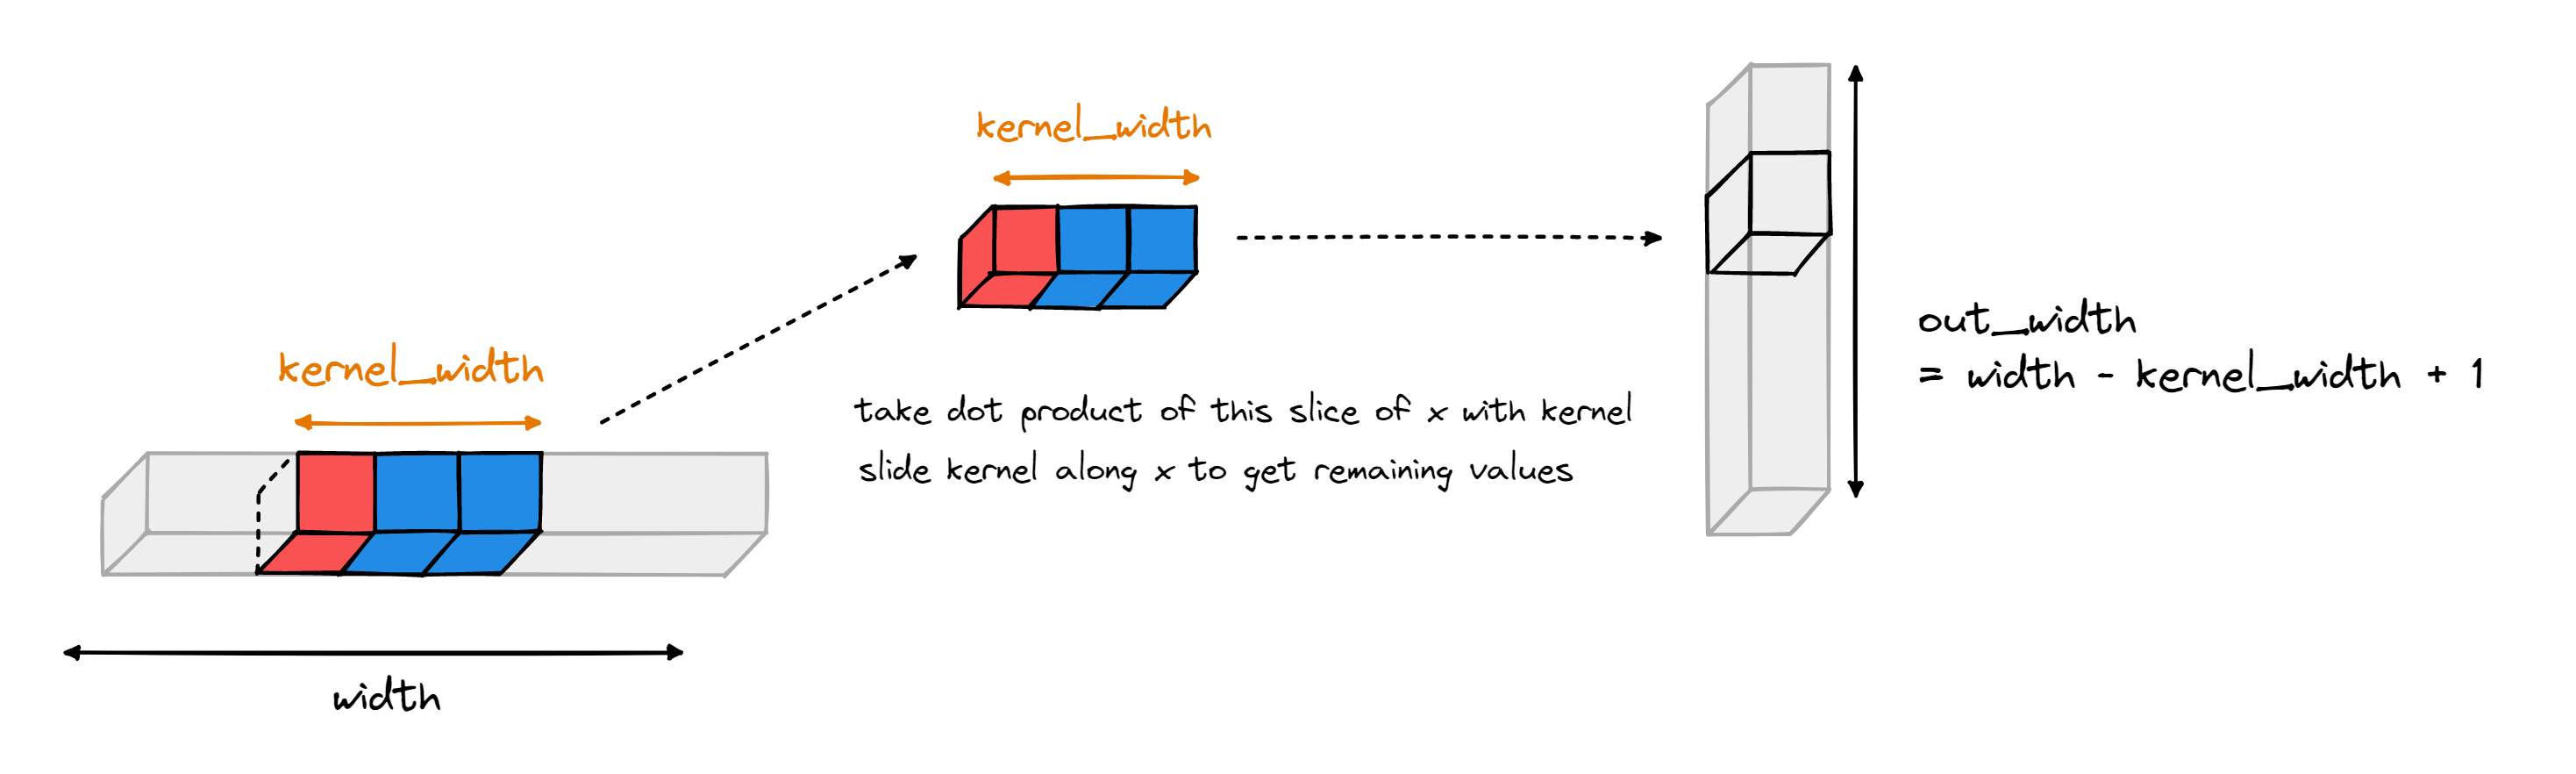 kernel_width
width
kernel_width
take dot product of this slice of x with kernel
slide kernel along x to get remaining values
out_width
= width - kernel_width + 1